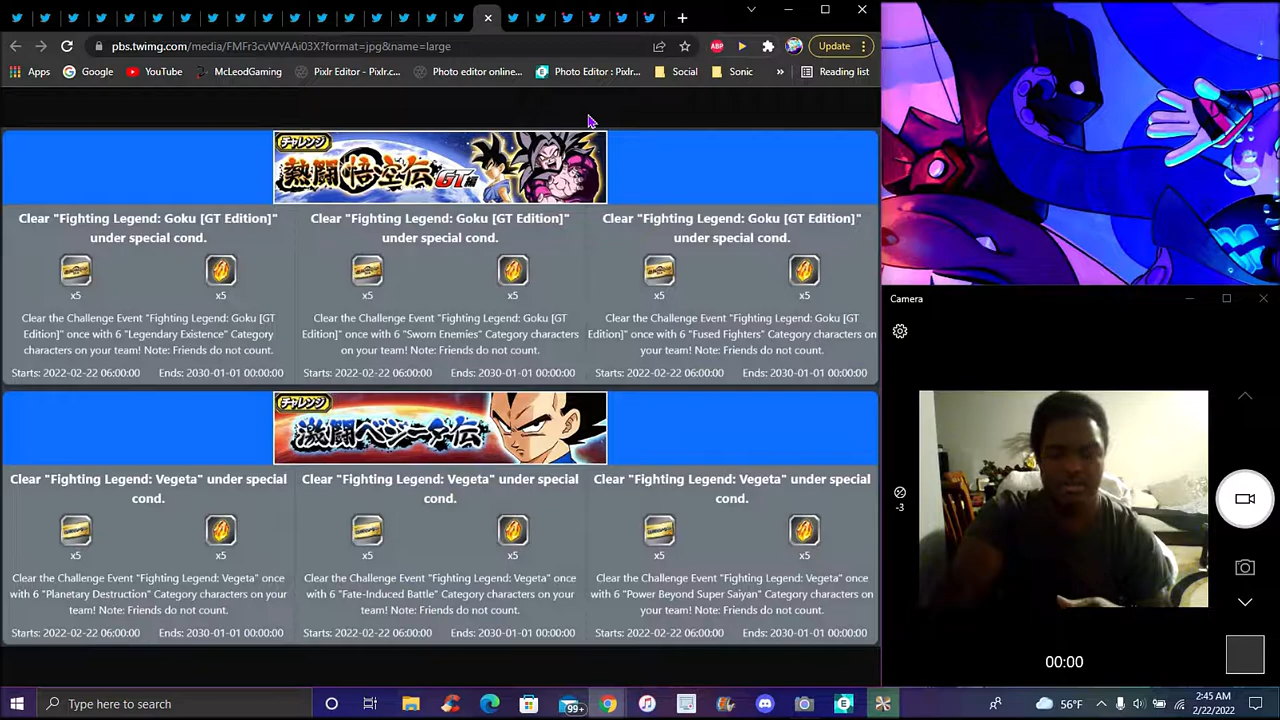 pbs.twimg.com/media/FMFr3cvWYAAi03X?format=jpg&name=large
Update
Apps
Google
YouTube
McLeodGaming
Pixlr Editor - Pixlr.c...
Photo editor online...
Photo Editor : Pixlr...
Social
Sonic
»
Reading list
チャレンジ
熱闘悟空伝GT編
Clear "Fighting Legend: Goku [GT Edition]"
under special cond.
x5
x5
Clear the Challenge Event "Fighting Legend: Goku [GT
Edition]" once with 6 "Legendary Existence" Category
characters on your team! Note: Friends do not count.
Starts: 2022-02-22 06:00:00
Ends: 2030-01-01 00:00:00
Clear "Fighting Legend: Goku [GT Edition]"
under special cond.
x5
x5
Clear the Challenge Event "Fighting Legend: Goku [GT
Edition]" once with 6 "Sworn Enemies" Category characters
on your team! Note: Friends do not count.
Starts: 2022-02-22 06:00:00
Ends: 2030-01-01 00:00:00
Clear "Fighting Legend: Goku [GT Edition]"
under special cond.
x5
x5
Clear the Challenge Event "Fighting Legend: Goku [GT
Edition]" once with 6 "Fused Fighters" Category characters on
your team! Note: Friends do not count.
Starts: 2022-02-22 06:00:00
Ends: 2030-01-01 00:00:00
チャレンジ
激闘ベジータ伝
Clear "Fighting Legend: Vegeta" under special
cond.
x5
x5
Clear the Challenge Event "Fighting Legend: Vegeta" once
with 6 "Planetary Destruction" Category characters on your
team! Note: Friends do not count.
Starts: 2022-02-22 06:00:00
Ends: 2030-01-01 00:00:00
Clear "Fighting Legend: Vegeta" under special
cond.
x5
x5
Clear the Challenge Event "Fighting Legend: Vegeta" once
with 6 "Fate-Induced Battle" Category characters on your
team! Note: Friends do not count.
Starts: 2022-02-22 06:00:00
Ends: 2030-01-01 00:00:00
Clear "Fighting Legend: Vegeta" under special
cond.
x5
x5
Clear the Challenge Event "Fighting Legend: Vegeta" once
with 6 "Power Beyond Super Saiyan" Category characters on
your team! Note: Friends do not count.
Starts: 2022-02-22 06:00:00
Ends: 2030-01-01 00:00:00
Camera
-3
00:00
Type here to search
99+
56°F
2:45 AM
2/22/2022